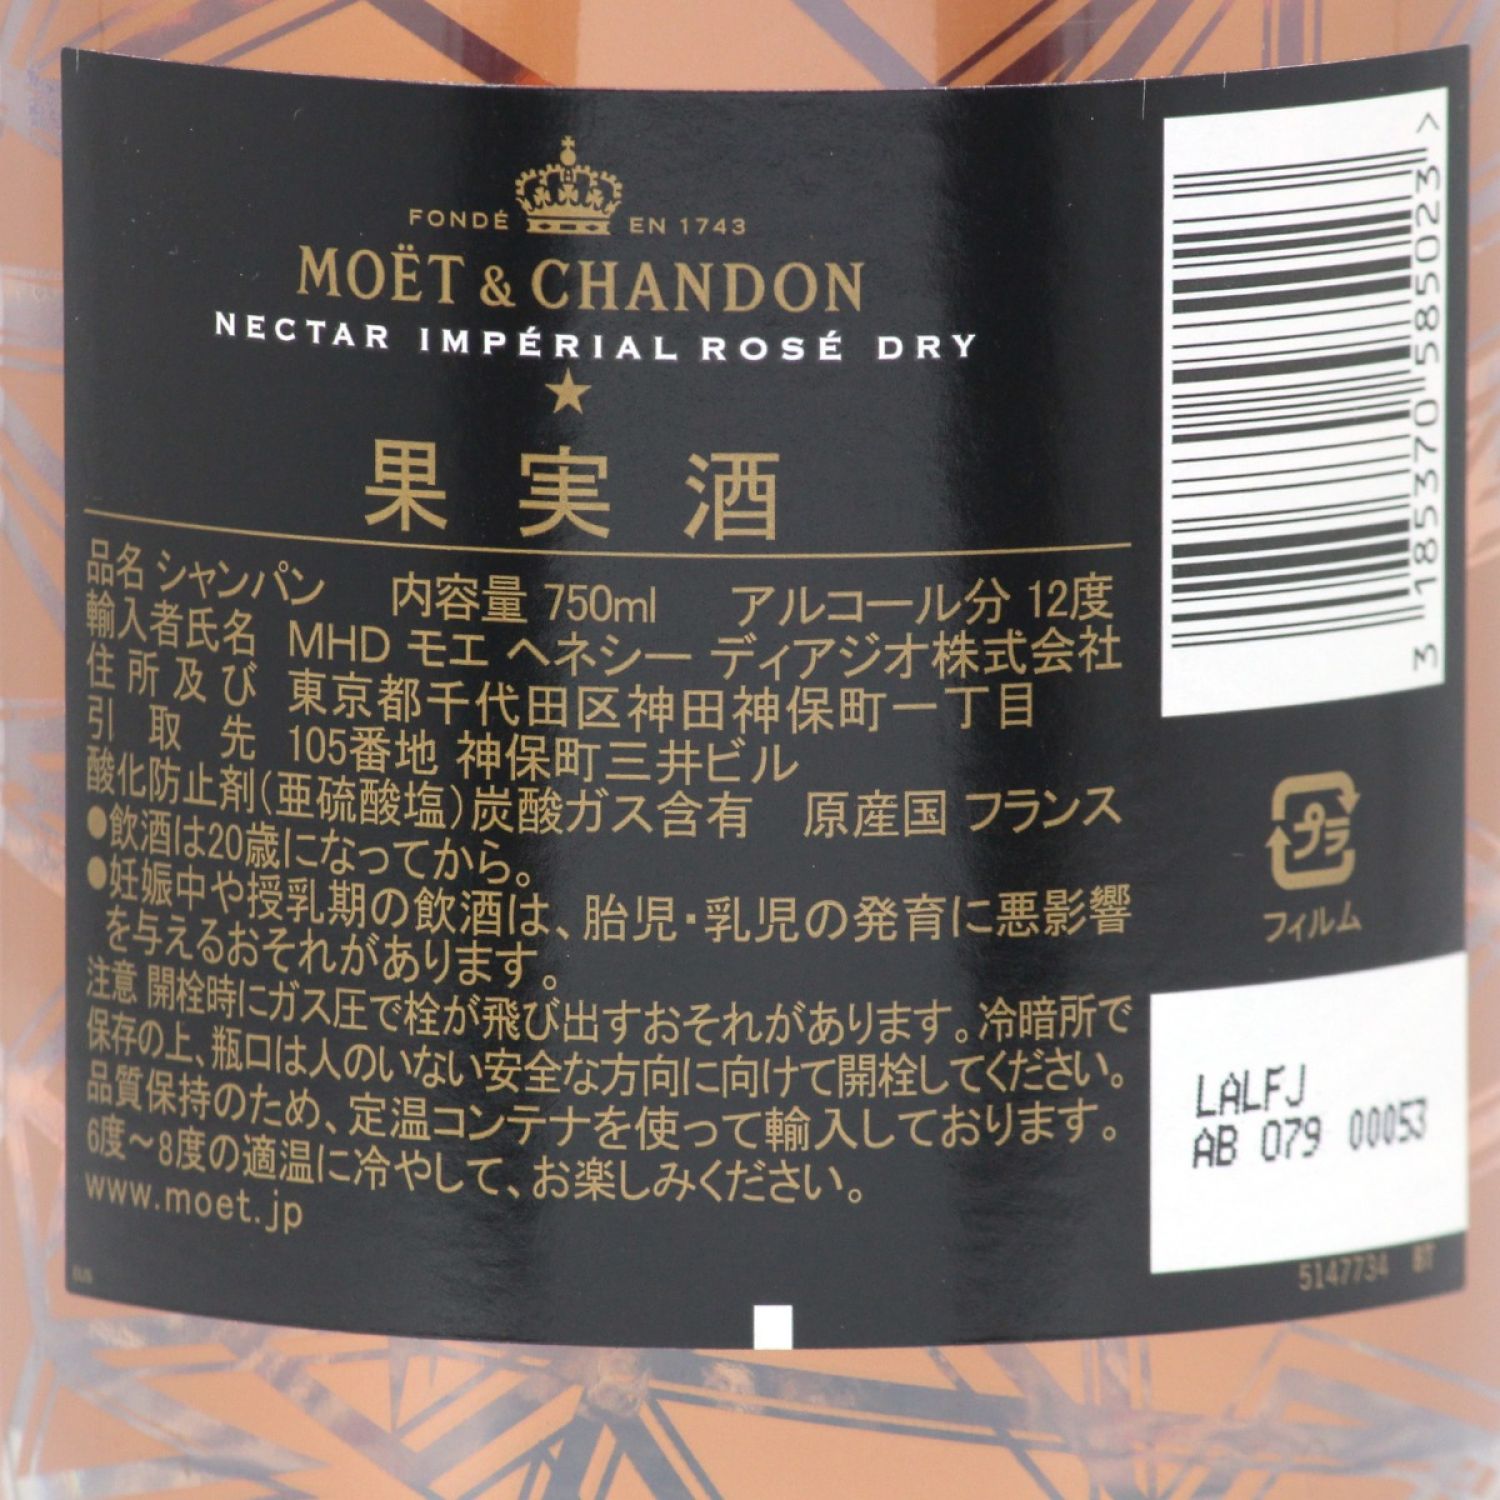 FONDÉ EN 1743
MOËT & CHANDON
NECTAR IMPÉRIAL ROSÉ DRY
果実酒
品名 シャンパン 内容量 750ml アルコール分 12度
輸入者氏名 MHD モエ ヘネシー ディアジオ株式会社
住所及び 東京都千代田区神田神保町一丁目
引取先 105番地 神保町三井ビル
酸化防止剤(亜硫酸塩)炭酸ガス含有 原産国 フランス
●飲酒は20歳になってから。
●妊娠中や授乳期の飲酒は、胎児・乳児の発育に悪影響
を与えるおそれがあります。
注意 開栓時にガス圧で栓が飛び出すおそれがあります。冷暗所で
保存の上、瓶口は人のいない安全な方向に向けて開栓してください。
品質保持のため、定温コンテナを使って輸入しております。
6度〜8度の適温に冷やして、お楽しみください。
www.moet.jp
3 185370 585023 >
プラ
フィルム
LALFJ
AB 079 00053
5147734